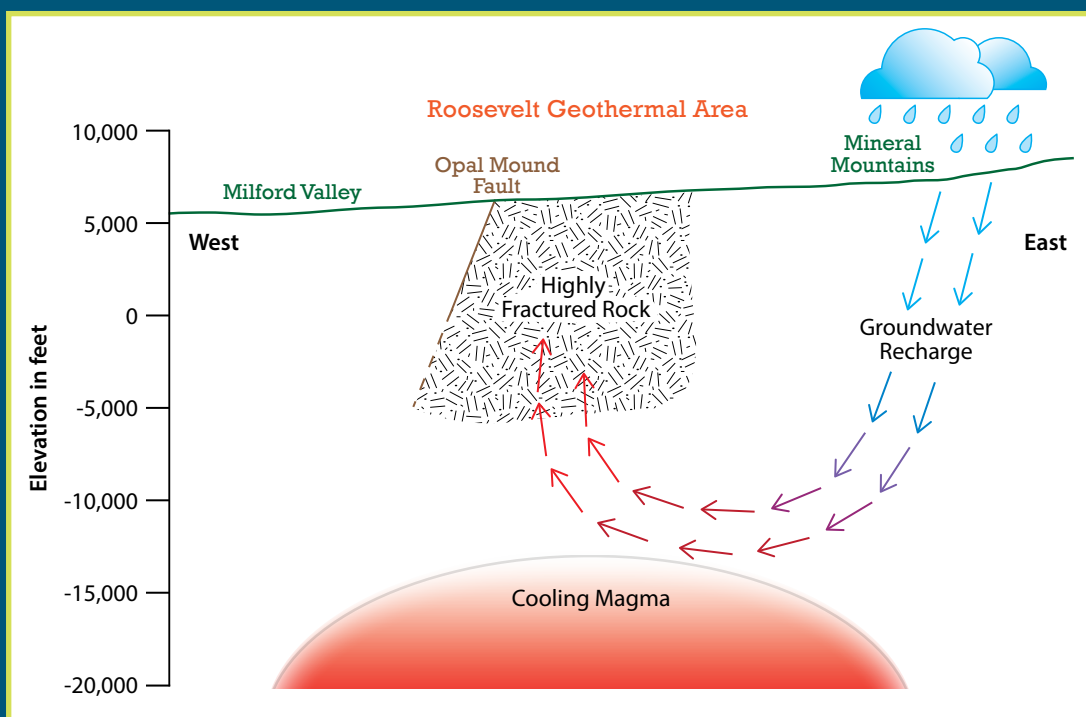 Roosevelt Geothermal Area
10,000
Mineral
Mountains
Opal Mound
Fault
Milford Valley
5,000
West
East
Highly
Fractured Rock
0
Groundwater
Recharge
Elevation in feet
-5,000
-10,000
-15,000
Cooling Magma
-20,000